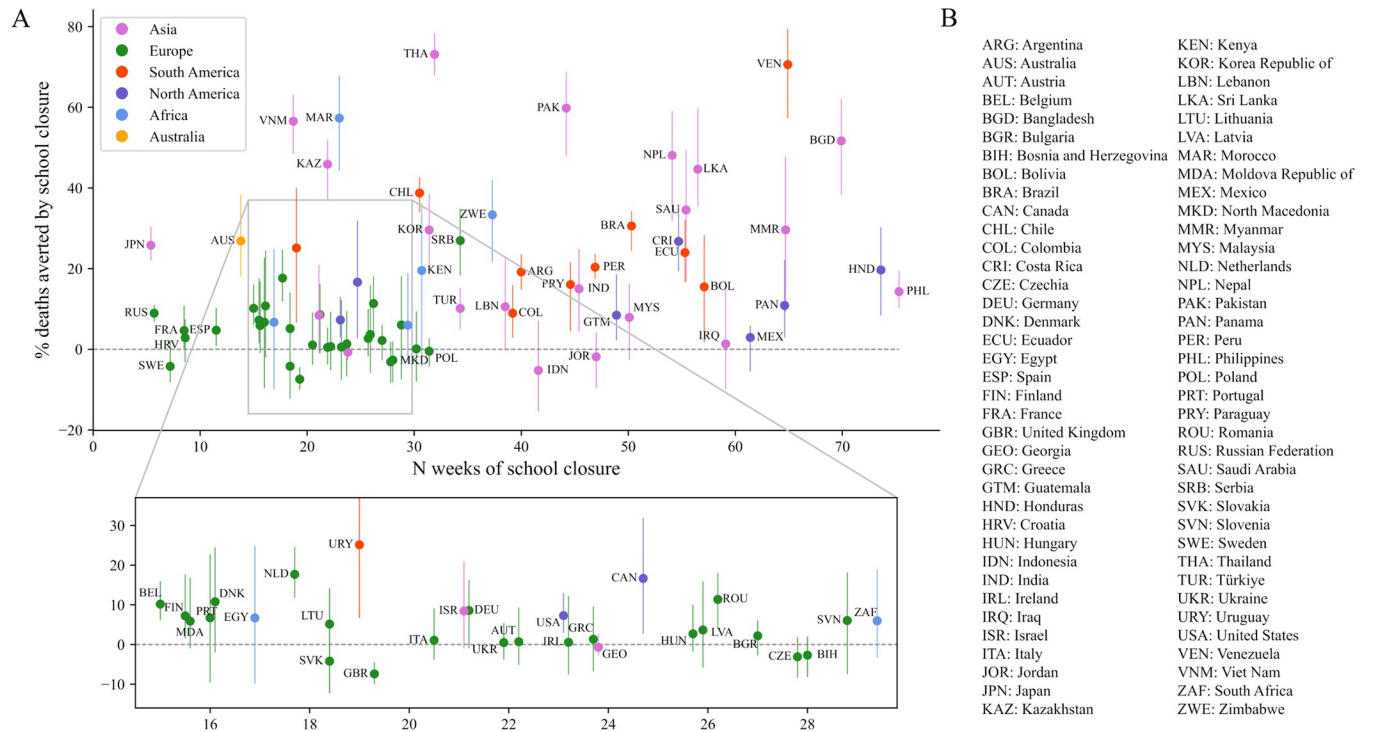 A
Asia
Europe
South America
North America
Africa
Australia
% deaths averted by school closure
80
60
40
20
0
−20
0
10
20
30
40
50
60
70
N weeks of school closure
THA
VEN
PAK
VNM
MAR
BGD
KAZ
NPL
LKA
CHL
SAU
ZWE
AUS
KOR
SRB
BRA
CRI
ECU
MMR
JPN
KEN
ARG
PER
PRY
IND
BOL
HND
PHL
TUR
LBN
COL
GTM
MYS
PAN
RUS
FRA
ESP
HRV
SWE
MKD
POL
IDN
JOR
IRQ
MEX
30
20
10
0
−10
16
18
20
22
24
26
28
BEL
FIN
MDA
PRT
DNK
EGY
NLD
URY
LTU
SVK
GBR
ITA
ISR
DEU
UKR
AUT
USA
IRL
GRC
GEO
CAN
HUN
LVA
ROU
BGR
CZE
BIH
SVN
ZAF
B
ARG: Argentina
AUS: Australia
AUT: Austria
BEL: Belgium
BGD: Bangladesh
BGR: Bulgaria
BIH: Bosnia and Herzegovina
BOL: Bolivia
BRA: Brazil
CAN: Canada
CHL: Chile
COL: Colombia
CRI: Costa Rica
CZE: Czechia
DEU: Germany
DNK: Denmark
ECU: Ecuador
EGY: Egypt
ESP: Spain
FIN: Finland
FRA: France
GBR: United Kingdom
GEO: Georgia
GRC: Greece
GTM: Guatemala
HND: Honduras
HRV: Croatia
HUN: Hungary
IDN: Indonesia
IND: India
IRL: Ireland
IRQ: Iraq
ISR: Israel
ITA: Italy
JOR: Jordan
JPN: Japan
KAZ: Kazakhstan
KEN: Kenya
KOR: Korea Republic of
LBN: Lebanon
LKA: Sri Lanka
LTU: Lithuania
LVA: Latvia
MAR: Morocco
MDA: Moldova Republic of
MEX: Mexico
MKD: North Macedonia
MMR: Myanmar
MYS: Malaysia
NLD: Netherlands
NPL: Nepal
PAK: Pakistan
PAN: Panama
PER: Peru
PHL: Philippines
POL: Poland
PRT: Portugal
PRY: Paraguay
ROU: Romania
RUS: Russian Federation
SAU: Saudi Arabia
SRB: Serbia
SVK: Slovakia
SVN: Slovenia
SWE: Sweden
THA: Thailand
TUR: Türkiye
UKR: Ukraine
URY: Uruguay
USA: United States
VEN: Venezuela
VNM: Viet Nam
ZAF: South Africa
ZWE: Zimbabwe